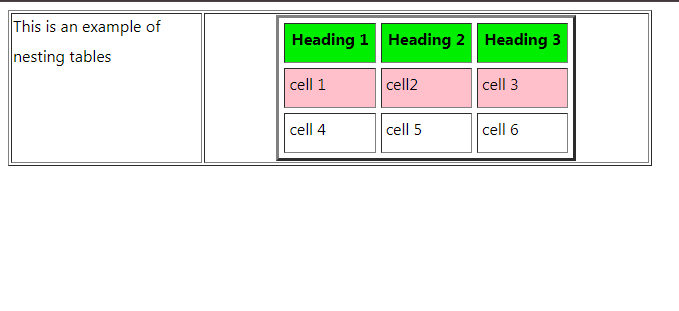 This is an example of
nesting tables
Heading 1 Heading 2 Heading 3
cell 1 cell2 cell 3
cell 4 cell 5 cell 6